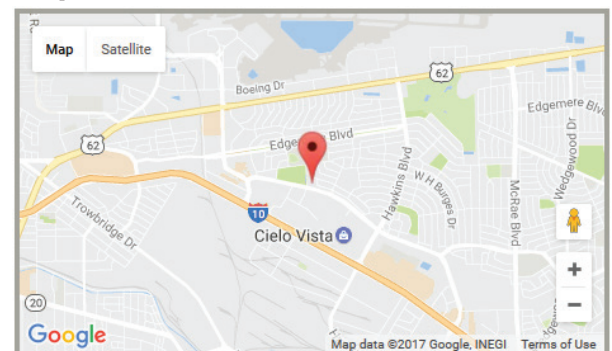 Map Satellite
Boeing Dr
62
Edgemere Blvd
62
Edgemere Blvd
Wedgewood Dr
Hawkins Blvd
W H Burges Dr
McRae Blvd
Trowbridge Dr
10
Cielo Vista
+
−
20
Google
Map data ©2017 Google, INEGI Terms of Use